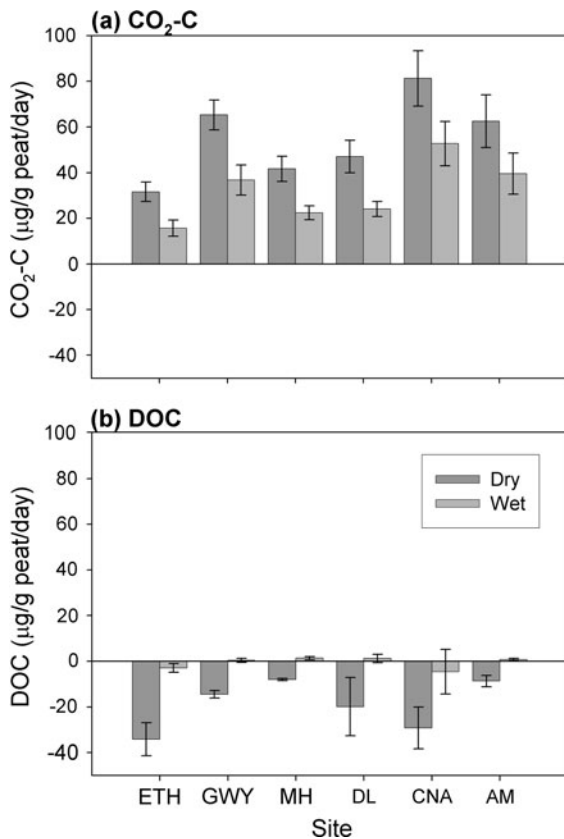 (a) CO₂-C
CO₂-C (µg/g peat/day)
100
80
60
40
20
0
-20
-40
(b) DOC
DOC (µg/g peat/day)
100
80
60
40
20
0
-20
-40
Dry
Wet
ETH GWY MH DL CNA AM
Site